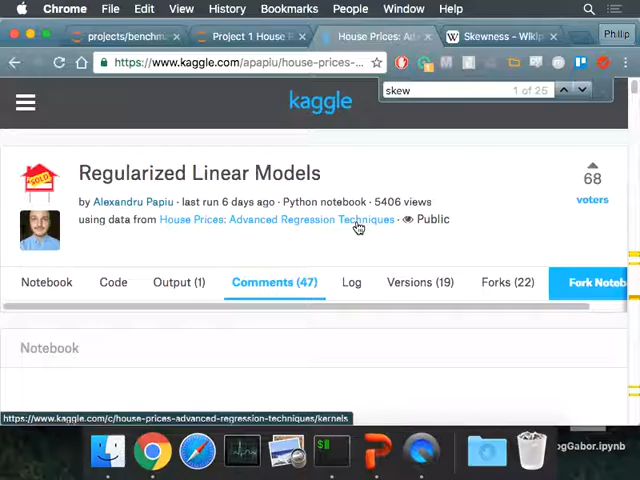 Chrome File Edit View History Bookmarks People Window Help
projects/benchm
Project 1 House
House Prices: Ad
Skewness - Wikip
Philip
https://www.kaggle.com/apapiu/house-prices-...
skew 1 of 25
kaggle
SOLD
Regularized Linear Models
68
by Alexandru Papiu · last run 6 days ago · Python notebook · 5406 views
voters
using data from House Prices: Advanced Regression Techniques · Public
Notebook Code Output (1) Comments (47) Log Versions (19) Forks (22) Fork Noteb
Notebook
https://www.kaggle.com/c/house-prices-advanced-regression-techniques/kernels
ogGabor.ipynb